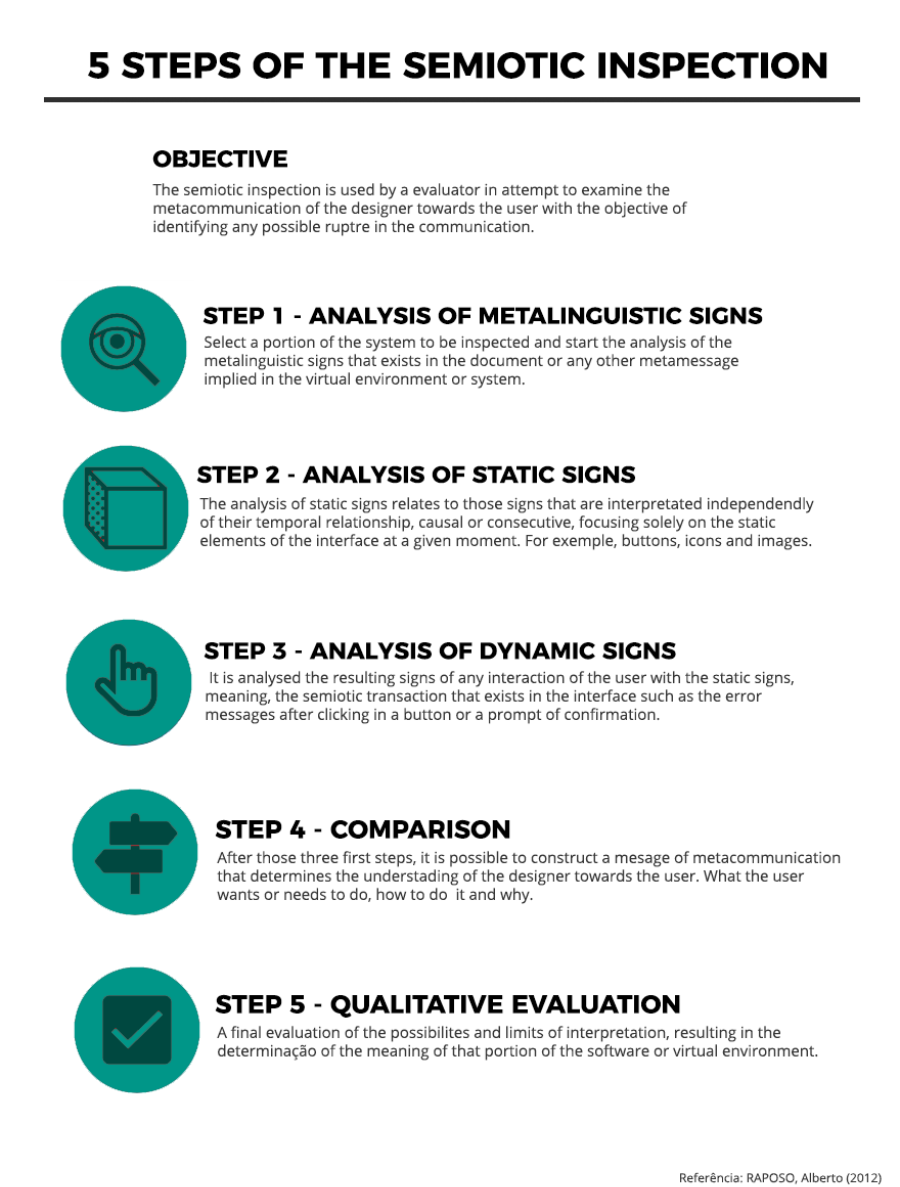 5 STEPS OF THE SEMIOTIC INSPECTION
OBJECTIVE
The semiotic inspection is used by a evaluator in attempt to examine the
metacommunication of the designer towards the user with the objective of
identifying any possible ruptre in the communication.
STEP 1 - ANALYSIS OF METALINGUISTIC SIGNS
Select a portion of the system to be inspected and start the analysis of the
metalinguistic signs that exists in the document or any other metamessage
implied in the virtual environment or system.
STEP 2 - ANALYSIS OF STATIC SIGNS
The analysis of static signs relates to those signs that are interpretated independently
of their temporal relationship, causal or consecutive, focusing solely on the static
elements of the interface at a given moment. For exemple, buttons, icons and images.
STEP 3 - ANALYSIS OF DYNAMIC SIGNS
It is analysed the resulting signs of any interaction of the user with the static signs,
meaning, the semiotic transaction that exists in the interface such as the error
messages after clicking in a button or a prompt of confirmation.
STEP 4 - COMPARISON
After those three first steps, it is possible to construct a mesage of metacommunication
that determines the understading of the designer towards the user. What the user
wants or needs to do, how to do it and why.
STEP 5 - QUALITATIVE EVALUATION
A final evaluation of the possibilites and limits of interpretation, resulting in the
determinação of the meaning of that portion of the software or virtual environment.
Referência: RAPOSO, Alberto (2012)